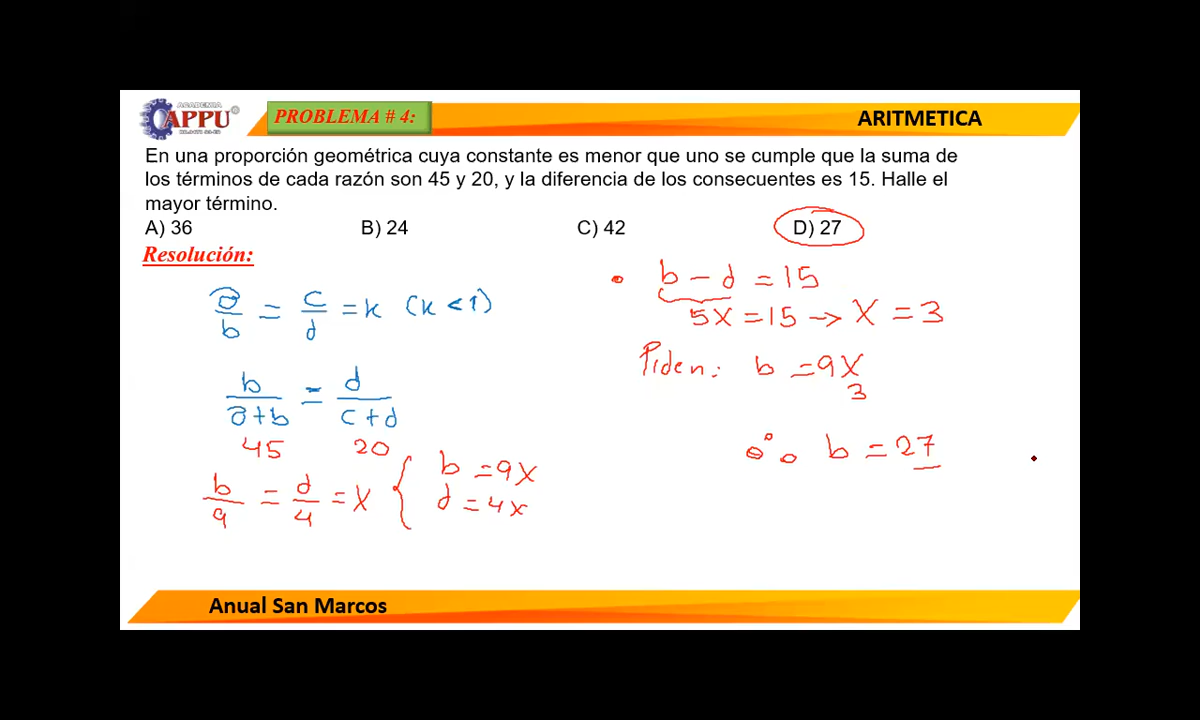 ACADEMIA
APPU
PROBLEMA # 4:
ARITMETICA
En una proporción geométrica cuya constante es menor que uno se cumple que la suma de
los términos de cada razón son 45 y 20, y la diferencia de los consecuentes es 15. Halle el
mayor término.
A) 36 B) 24 C) 42 D) 27
Resolución:
a/b = c/d = k (k < 1)
b/(a+b) = d/(c+d)
45 20
b/9 = d/4 = x { b = 9x
d = 4x
b - d = 15
5x = 15 → x = 3
Piden: b = 9x
3
∴ b = 27
Anual San Marcos